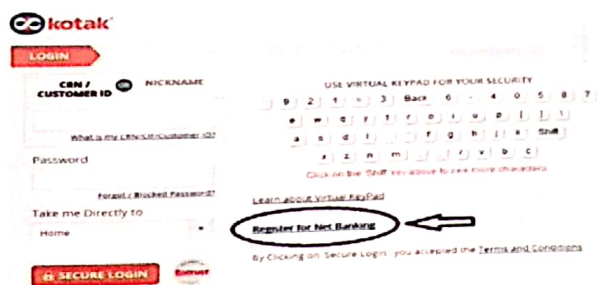 kotak
LOGIN
CRN / CUSTOMER ID OR NICKNAME
What is my CRN/Customer ID?
Password
Forgot / Blocked Password?
Take me Directly to
Home
SECURE LOGIN
Entrust
USE VIRTUAL KEYPAD FOR YOUR SECURITY
9 2 1 = 3 Back 6 - 4 0 5 8 7
e w q y t r o i u p [ ] \
a s d l ; f g h j k Shift
x z n m , . / v b c
Click on the 'Shift' key above to see more characters
Learn about Virtual KeyPad
Register for Net Banking
By Clicking on 'Secure Login', you accepted the Terms and Conditions